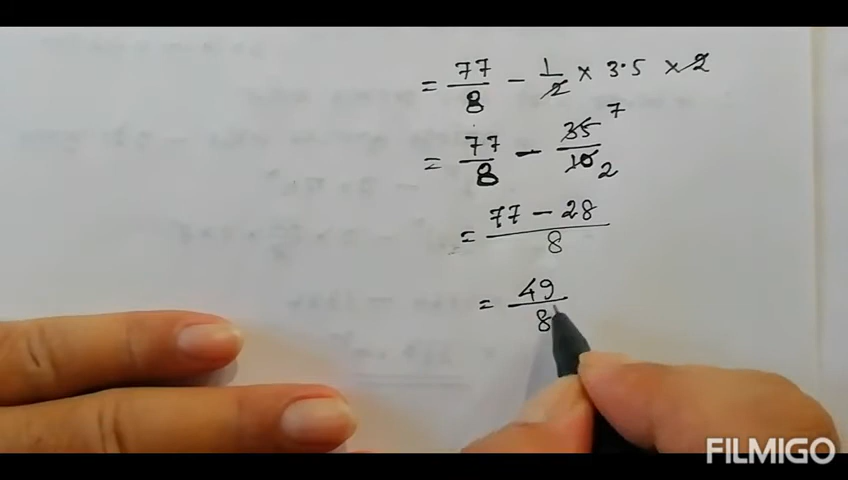 = 77/8 - 1/2 × 3.5 × 2
= 77/8 - 35/10 7 2
= 77 - 28/8
= 49/8
FILMIGO